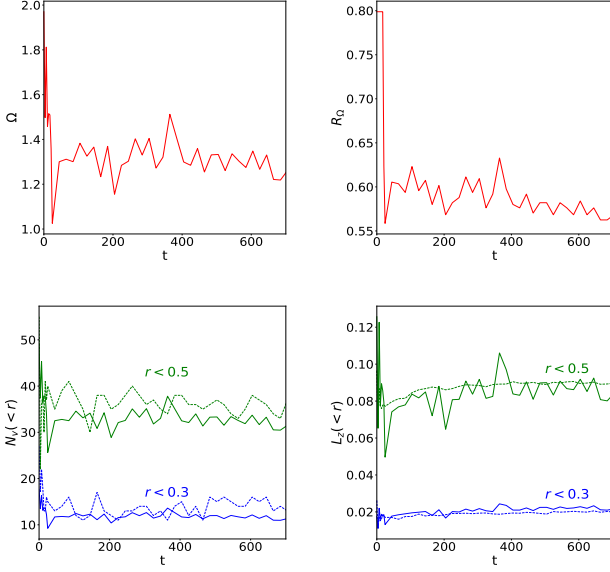 2.0
1.8
1.6
1.4
1.2
1.0
Ω
0 200 400 600
t
0.80
0.75
0.70
0.65
0.60
0.55
R_Ω
0 200 400 600
t
50
40
30
20
10
N_v(< r)
r < 0.5
r < 0.3
0 200 400 600
t
0.12
0.10
0.08
0.06
0.04
0.02
L_z(< r)
r < 0.5
r < 0.3
0 200 400 600
t